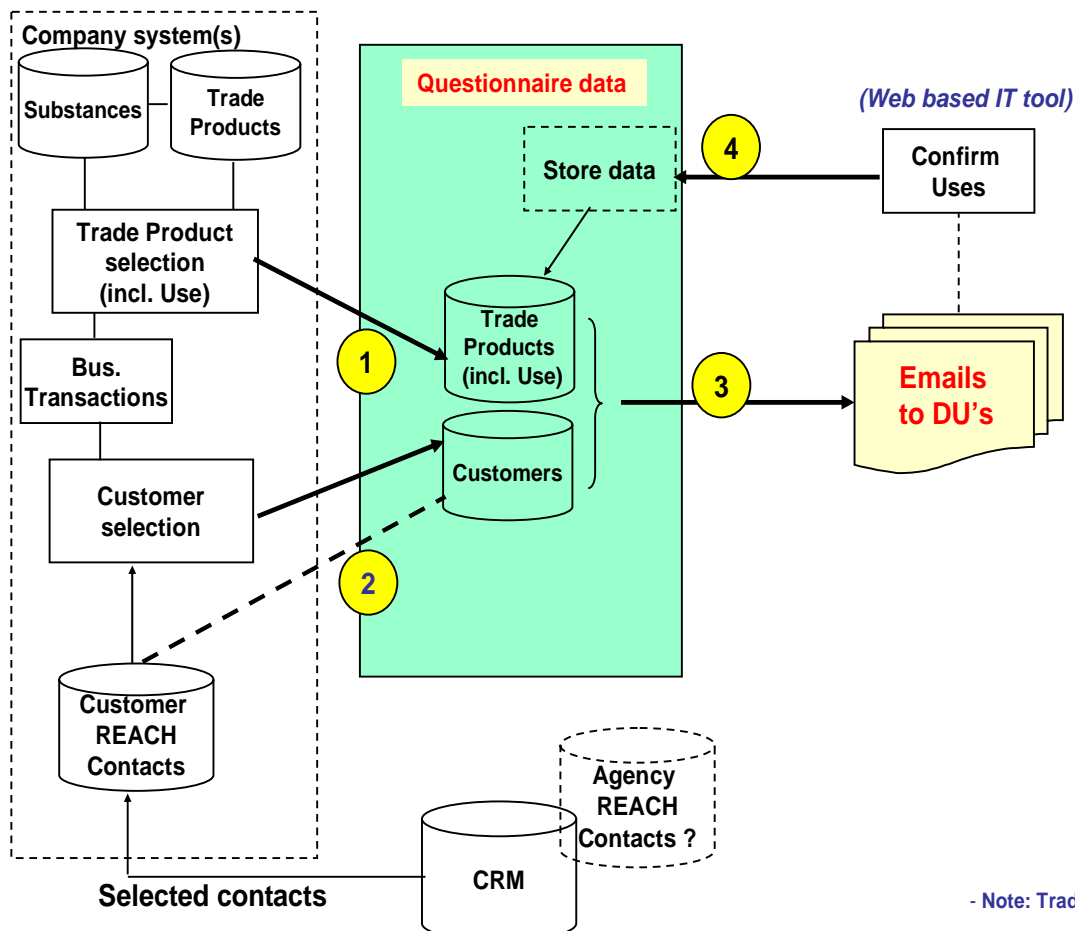 Company system(s)
Substances
Trade
Products
Trade Product
selection
(incl. Use)
Bus.
Transactions
Customer
selection
Customer
REACH
Contacts
Selected contacts
CRM
Agency
REACH
Contacts ?
Questionnaire data
Store data
Trade
Products
(incl. Use)
Customers
1
2
3
4
(Web based IT tool)
Confirm
Uses
Emails
to DU's
- Note: Trad